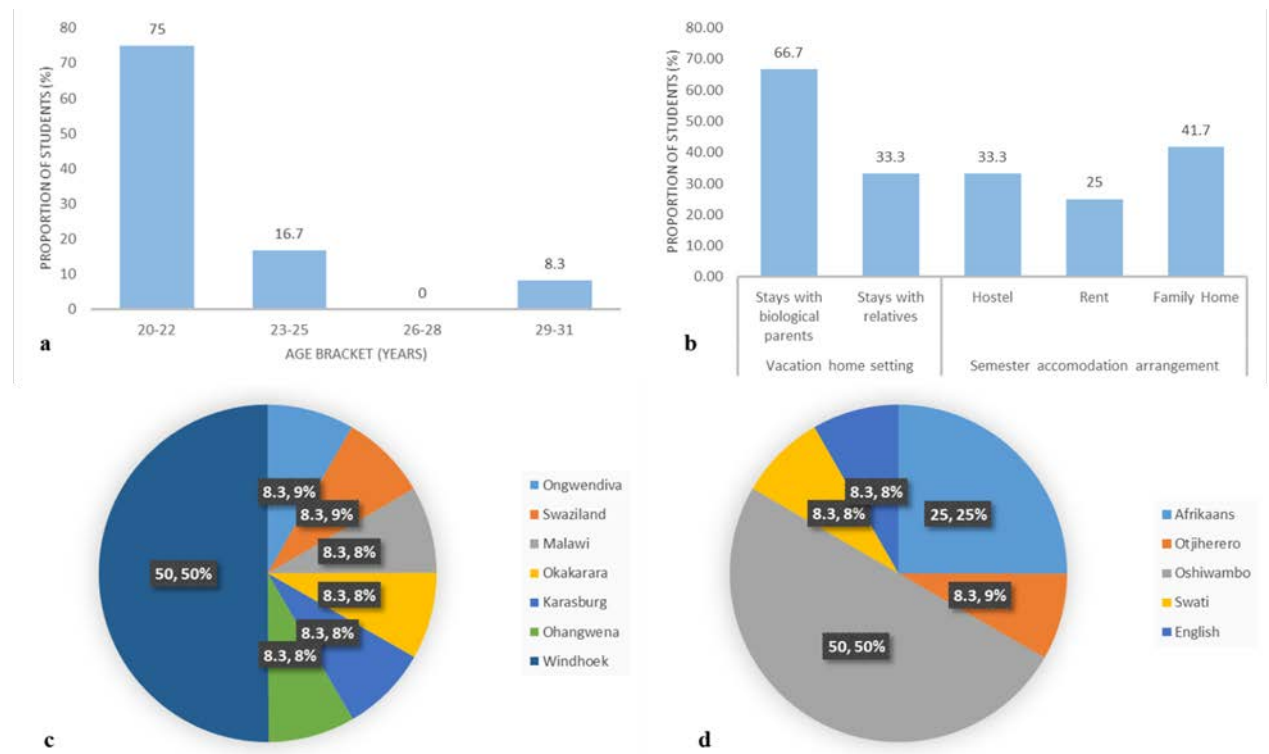 PROPORTION OF STUDENTS (%)
80
70
60
50
40
30
20
10
0
75
16.7
0
8.3
20-22
23-25
26-28
29-31
AGE BRACKET (YEARS)
a
PROPORTION OF STUDENTS (%)
80.00
70.00
60.00
50.00
40.00
30.00
20.00
10.00
0.00
66.7
33.3
33.3
25
41.7
Stays with
biological
parents
Stays with
relatives
Hostel
Rent
Family Home
Vacation home setting
Semester accomodation arrangement
b
8.3, 9%
8.3, 9%
8.3, 8%
8.3, 8%
8.3, 8%
8.3, 8%
50, 50%
Ongwendiva
Swaziland
Malawi
Okakarara
Karasburg
Ohangwena
Windhoek
c
8.3, 8%
8.3, 8%
25, 25%
8.3, 9%
50, 50%
Afrikaans
Otjiherero
Oshiwambo
Swati
English
d